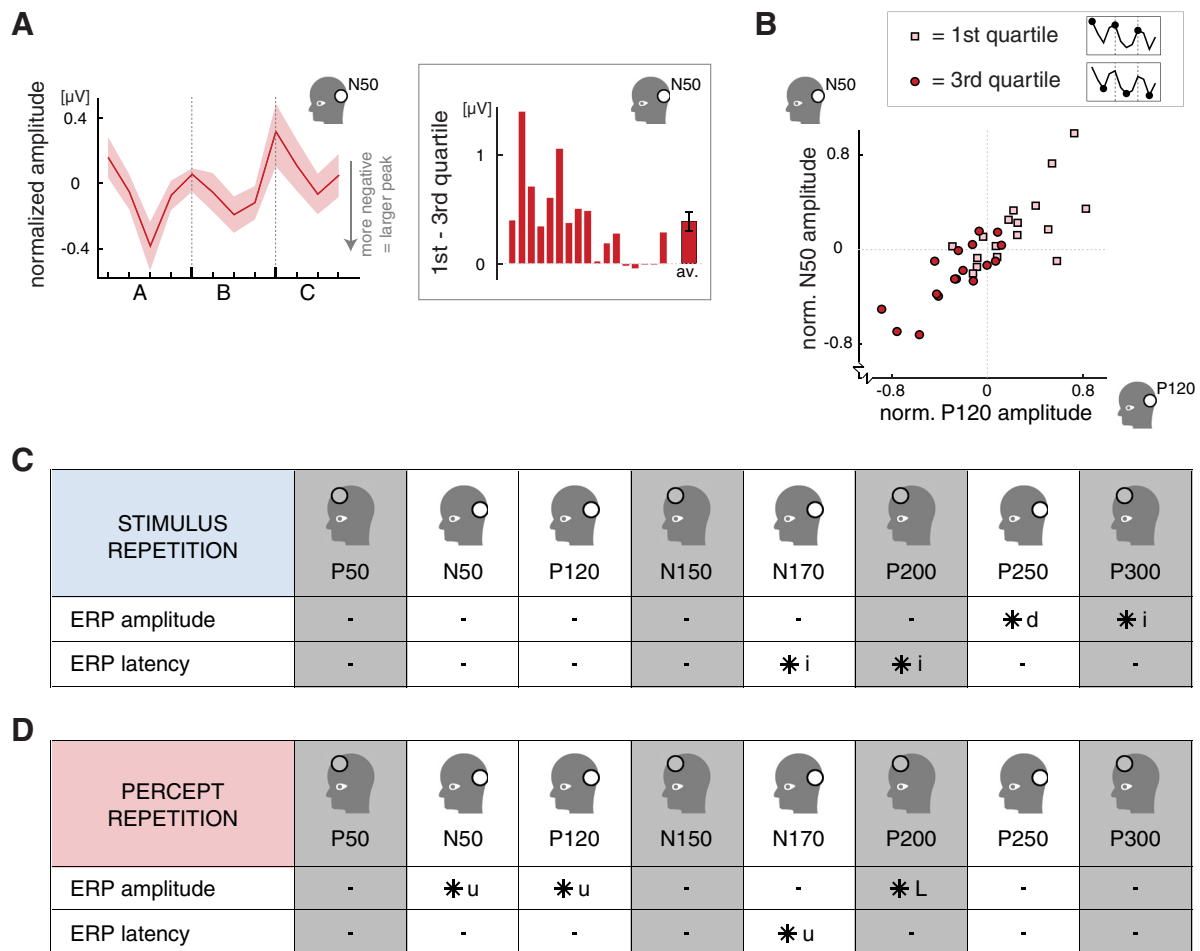 A
[µV]
N50
normalized amplitude
0.4
0
-0.4
more negative
= larger peak
A B C
[µV]
N50
1st - 3rd quartile
1
0
av.
B
= 1st quartile
= 3rd quartile
N50
norm. N50 amplitude
0.8
0
-0.8
-0.8 0 0.8
norm. P120 amplitude
P120
C
STIMULUS
REPETITION
P50 N50 P120 N150 N170 P200 P250 P300
ERP amplitude - - - - - - * d * i
ERP latency - - - - * i * i - -
D
PERCEPT
REPETITION
P50 N50 P120 N150 N170 P200 P250 P300
ERP amplitude - * u * u - - * L - -
ERP latency - - - - * u - - -